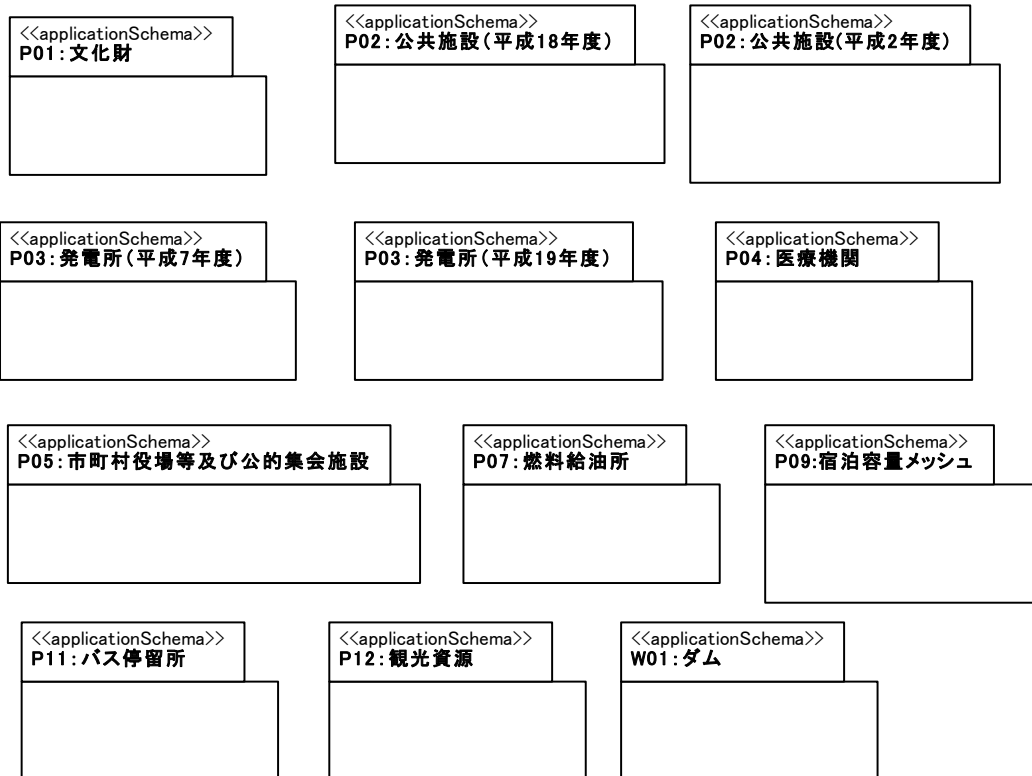 <<applicationSchema>>
P01:文化財
<<applicationSchema>>
P02:公共施設(平成18年度)
<<applicationSchema>>
P02:公共施設(平成2年度)
<<applicationSchema>>
P03:発電所(平成7年度)
<<applicationSchema>>
P03:発電所(平成19年度)
<<applicationSchema>>
P04:医療機関
<<applicationSchema>>
P05:市町村役場等及び公的集会施設
<<applicationSchema>>
P07:燃料給油所
<<applicationSchema>>
P09:宿泊容量メッシュ
<<applicationSchema>>
P11:バス停留所
<<applicationSchema>>
P12:観光資源
<<applicationSchema>>
W01:ダム